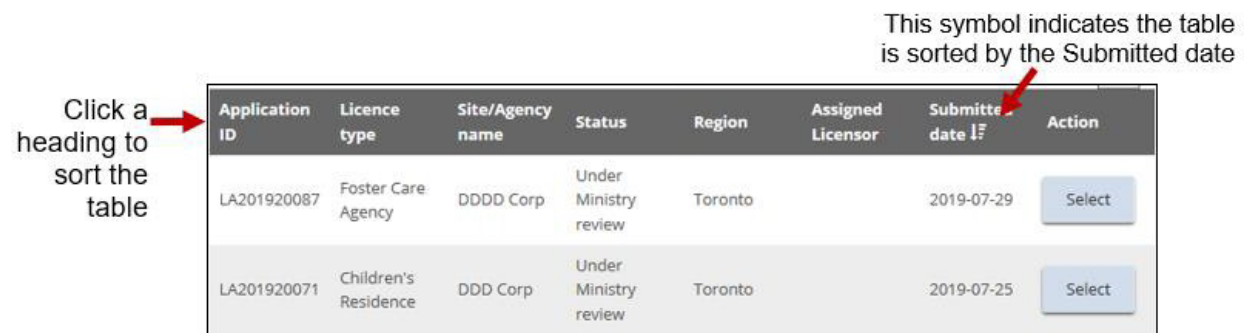 This symbol indicates the table
is sorted by the Submitted date
Click a
heading to
sort the
table
Application ID Licence type Site/Agency name Status Region Assigned Licensor Submitted date Action
LA201920087 Foster Care Agency DDDD Corp Under Ministry review Toronto 2019-07-29 Select
LA201920071 Children's Residence DDD Corp Under Ministry review Toronto 2019-07-25 Select